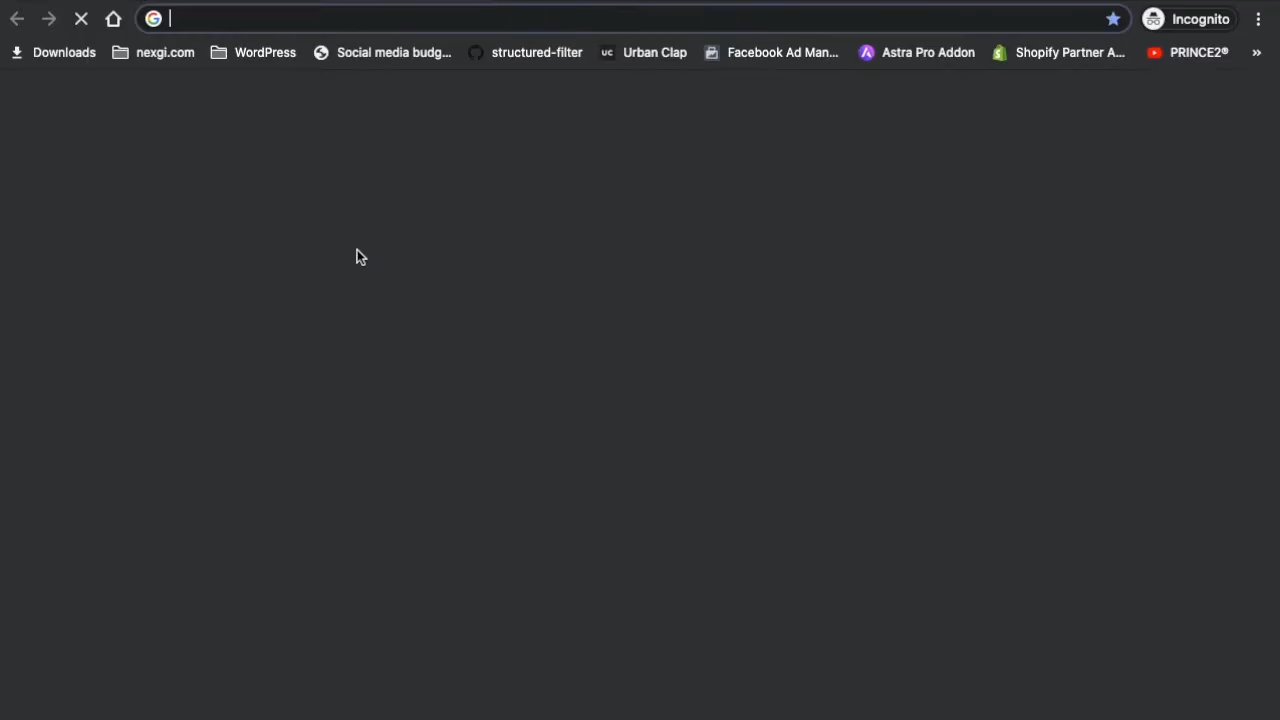 Incognito
Downloads nexgi.com WordPress Social media budg... structured-filter UC Urban Clap Facebook Ad Man... Astra Pro Addon Shopify Partner A... PRINCE2® »